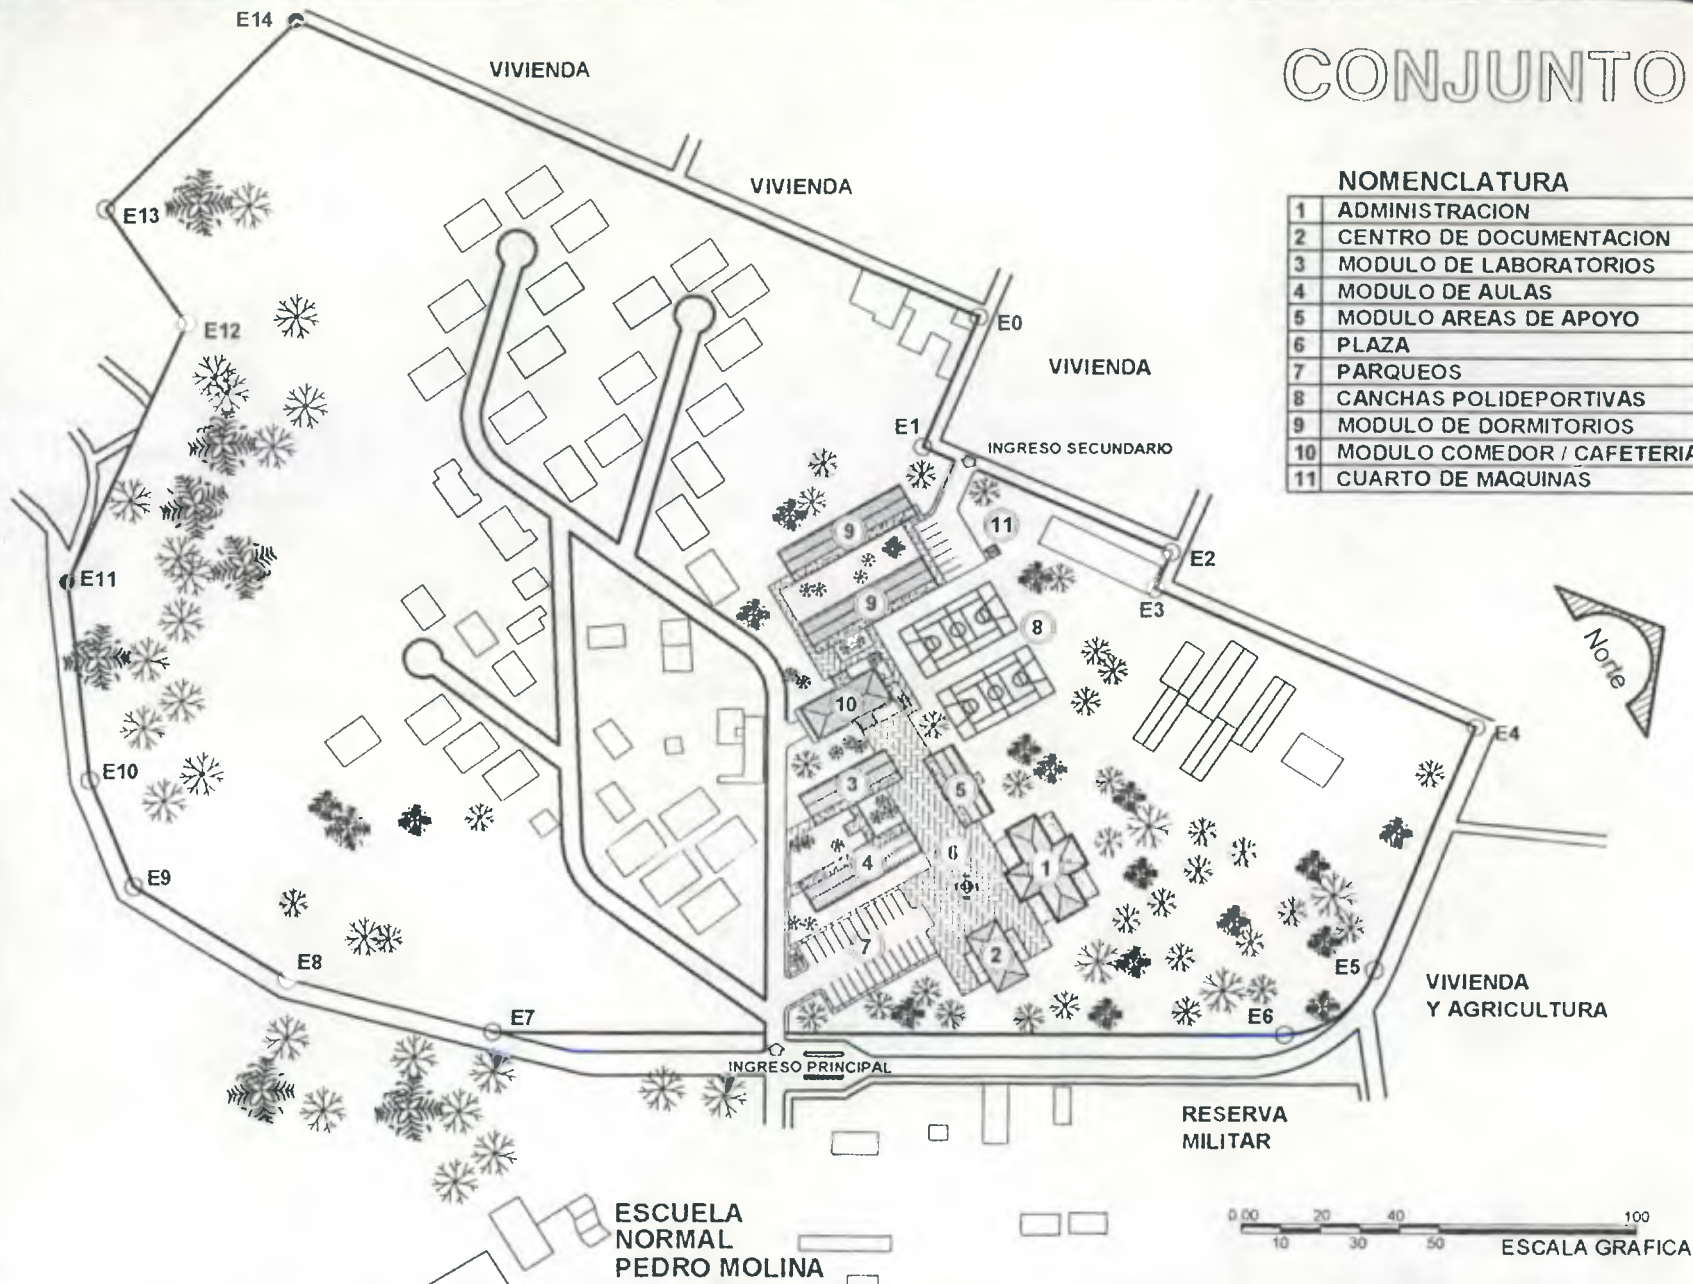 CONJUNTO
NOMENCLATURA
1 ADMINISTRACION
2 CENTRO DE DOCUMENTACION
3 MODULO DE LABORATORIOS
4 MODULO DE AULAS
5 MODULO AREAS DE APOYO
6 PLAZA
7 PARQUEOS
8 CANCHAS POLIDEPORTIVAS
9 MODULO DE DORMITORIOS
10 MODULO COMEDOR / CAFETERIA
11 CUARTO DE MAQUINAS
E14
VIVIENDA
VIVIENDA
E13
E12
E0
VIVIENDA
E1
INGRESO SECUNDARIO
9
11
E2
E11
9
E3
8
Norte
10
E4
E10
3
5
4
6
1
E9
7
2
E8
E5
VIVIENDA
Y AGRICULTURA
E7
E6
INGRESO PRINCIPAL
RESERVA
MILITAR
ESCUELA
NORMAL
PEDRO MOLINA
0.00 20 40 100
10 30 50
ESCALA GRAFICA